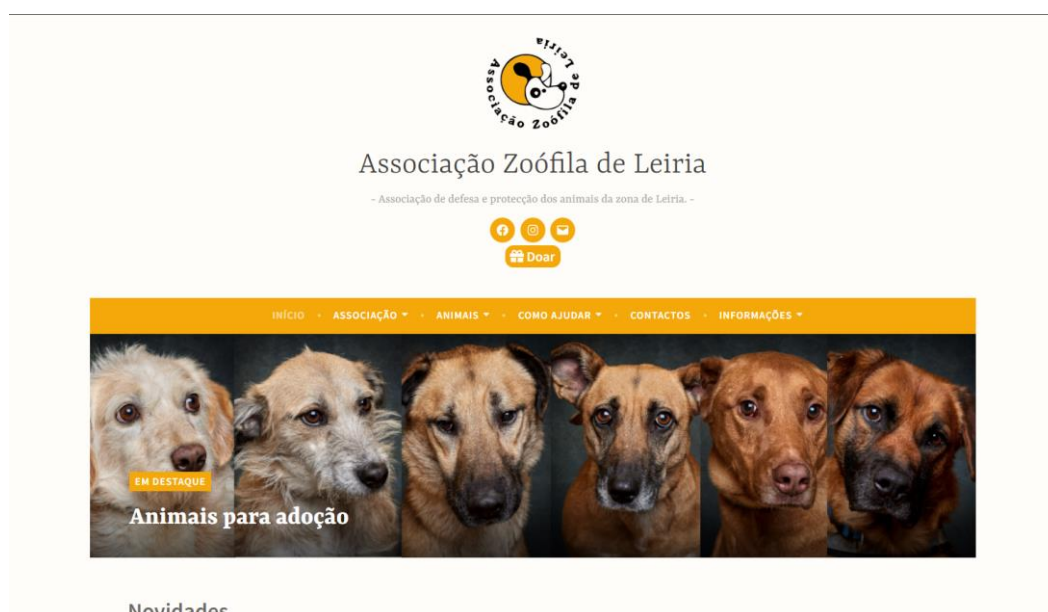 Associação Zoófila de Leiria
Associação Zoófila de Leiria
- Associação de defesa e protecção dos animais da zona de Leiria. -
Doar
INÍCIO · ASSOCIAÇÃO · ANIMAIS · COMO AJUDAR · CONTACTOS · INFORMAÇÕES
EM DESTAQUE
Animais para adoção
Novidades